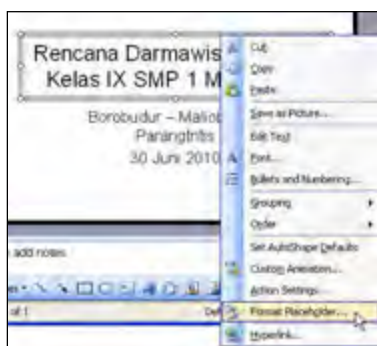 Rencana Darmawis
Kelas IX SMP 1 M
Borobudur – Maliob
Parangtritis
30 Juni 2010
Cut
Copy
Paste
Save as Picture...
Edit Text
Font...
Bullets and Numbering...
Grouping
Order
Set AutoShape Defaults
Custom Animation...
Action Settings...
Format Placeholder...
Hyperlink...
add notes
of 1
Def